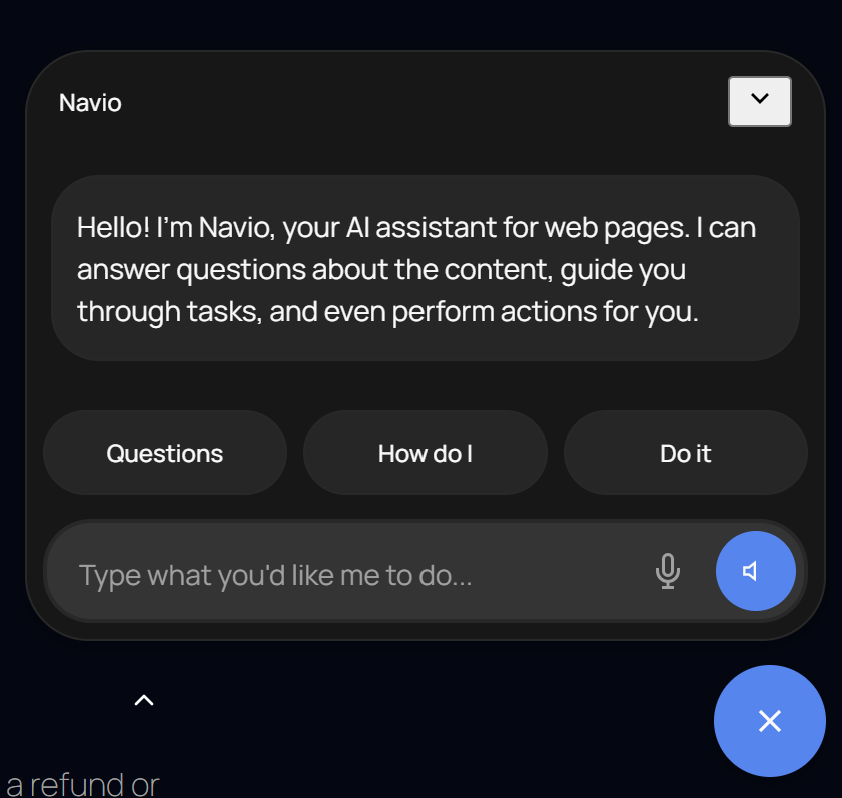 Navio
Hello! I'm Navio, your AI assistant for web pages. I can
answer questions about the content, guide you
through tasks, and even perform actions for you.
Questions
How do I
Do it
Type what you'd like me to do...
a refund or